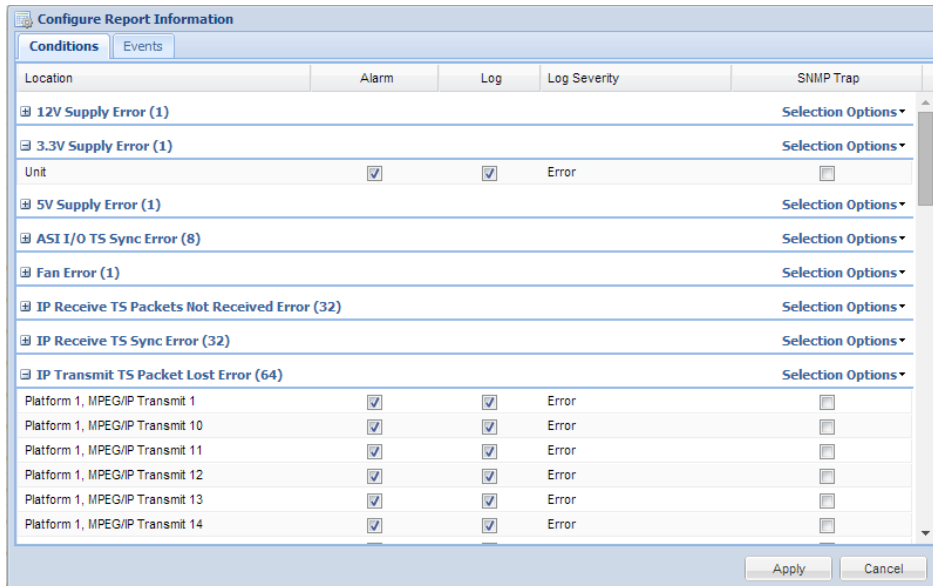 Configure Report Information
Conditions Events
Location Alarm Log Log Severity SNMP Trap
12V Supply Error (1) Selection Options
3.3V Supply Error (1) Selection Options
Unit Error
5V Supply Error (1) Selection Options
ASI I/O TS Sync Error (8) Selection Options
Fan Error (1) Selection Options
IP Receive TS Packets Not Received Error (32) Selection Options
IP Receive TS Sync Error (32) Selection Options
IP Transmit TS Packet Lost Error (64) Selection Options
Platform 1, MPEG/IP Transmit 1 Error
Platform 1, MPEG/IP Transmit 10 Error
Platform 1, MPEG/IP Transmit 11 Error
Platform 1, MPEG/IP Transmit 12 Error
Platform 1, MPEG/IP Transmit 13 Error
Platform 1, MPEG/IP Transmit 14 Error
Apply Cancel